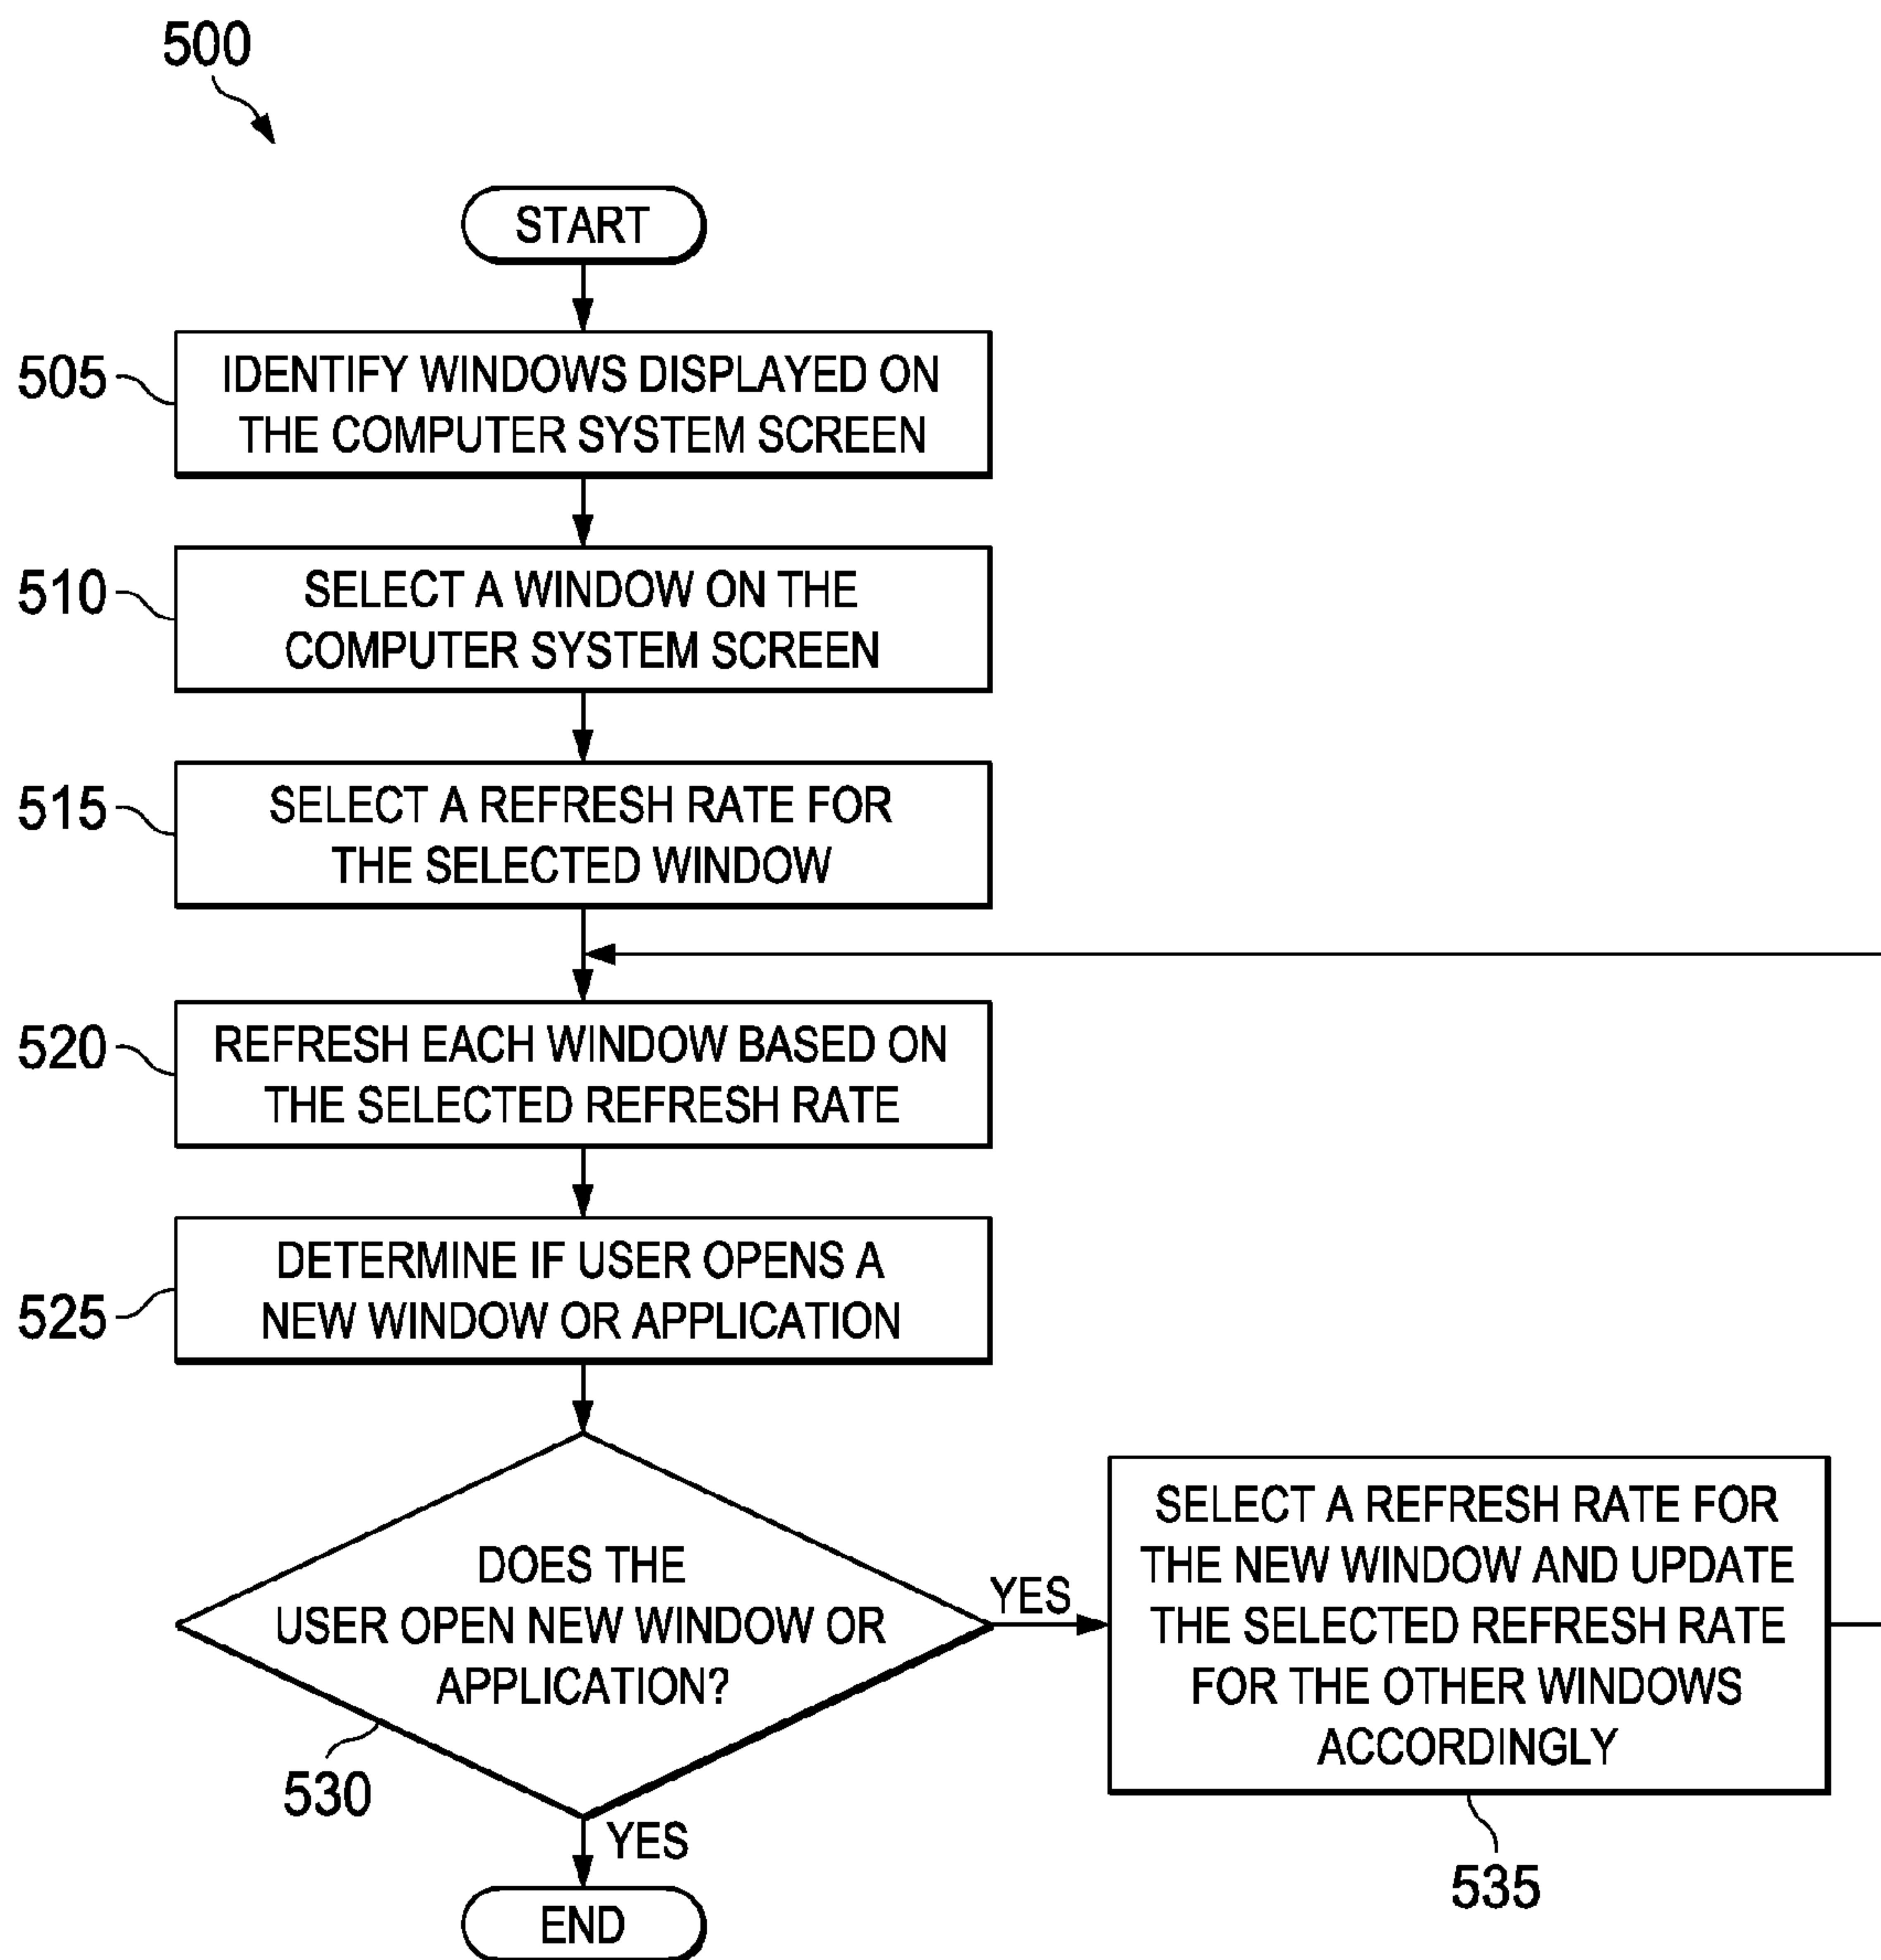 500
START
505
IDENTIFY WINDOWS DISPLAYED ON
THE COMPUTER SYSTEM SCREEN
510
SELECT A WINDOW ON THE
COMPUTER SYSTEM SCREEN
515
SELECT A REFRESH RATE FOR
THE SELECTED WINDOW
520
REFRESH EACH WINDOW BASED ON
THE SELECTED REFRESH RATE
525
DETERMINE IF USER OPENS A
NEW WINDOW OR APPLICATION
DOES THE
USER OPEN NEW WINDOW OR
APPLICATION?
530
YES
SELECT A REFRESH RATE FOR
THE NEW WINDOW AND UPDATE
THE SELECTED REFRESH RATE
FOR THE OTHER WINDOWS
ACCORDINGLY
535
YES
END